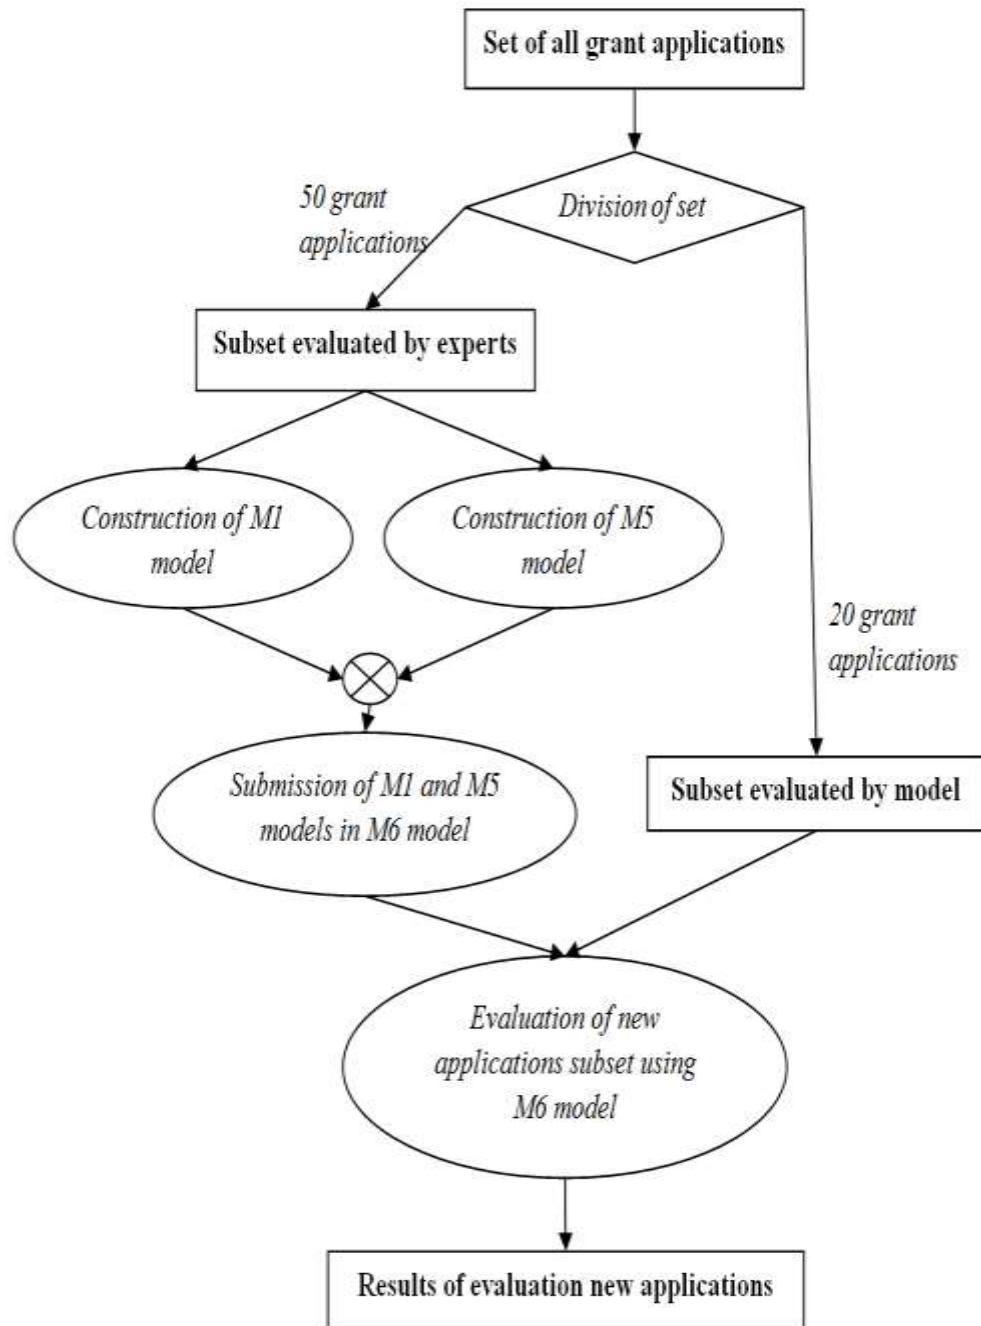 Set of all grant applications
Division of set
50 grant
applications
Subset evaluated by experts
Construction of M1
model
Construction of M5
model
20 grant
applications
Submission of M1 and M5
models in M6 model
Subset evaluated by model
Evaluation of new
applications subset using
M6 model
Results of evaluation new applications